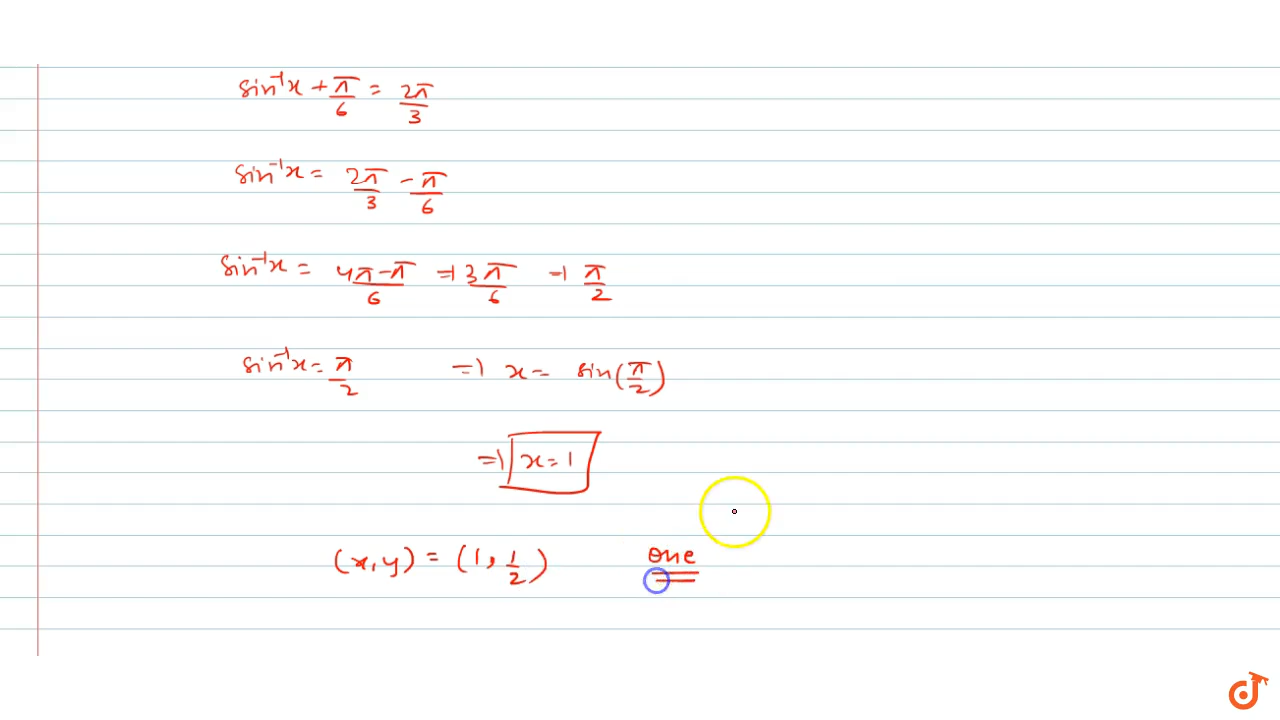 sin⁻¹x + π/6 = 2π/3
sin⁻¹x = 2π/3 - π/6
sin⁻¹x = (4π-π)/6 ⇒ 3π/6 ⇒ π/2
sin⁻¹x = π/2 ⇒ x = sin(π/2)
⇒ x = 1
(x, y) = (1, 1/2) One